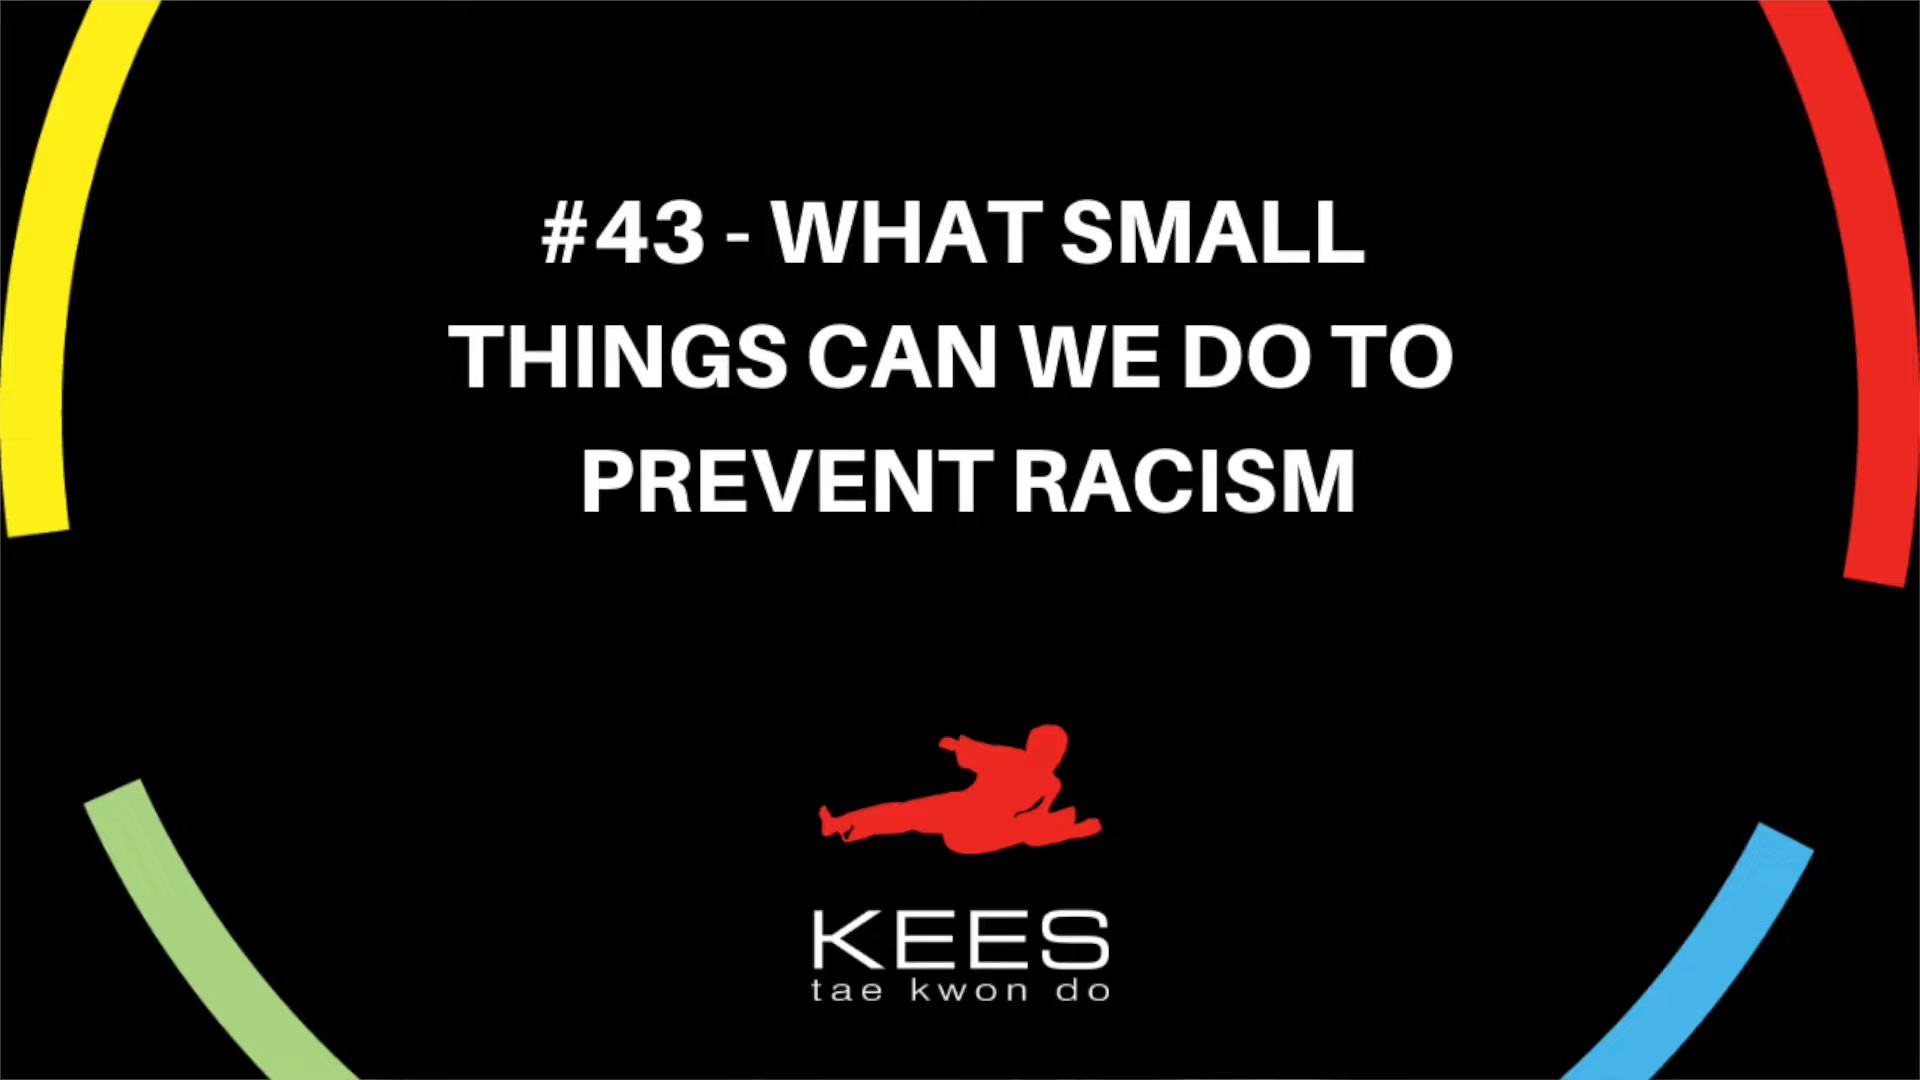 #43 - WHAT SMALL
THINGS CAN WE DO TO
PREVENT RACISM
KEES
tae kwon do